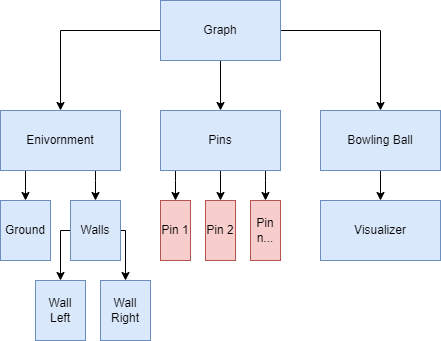 Graph
Enivornment
Pins
Bowling Ball
Ground
Walls
Pin 1
Pin 2
Pin
n...
Visualizer
Wall
Left
Wall
Right